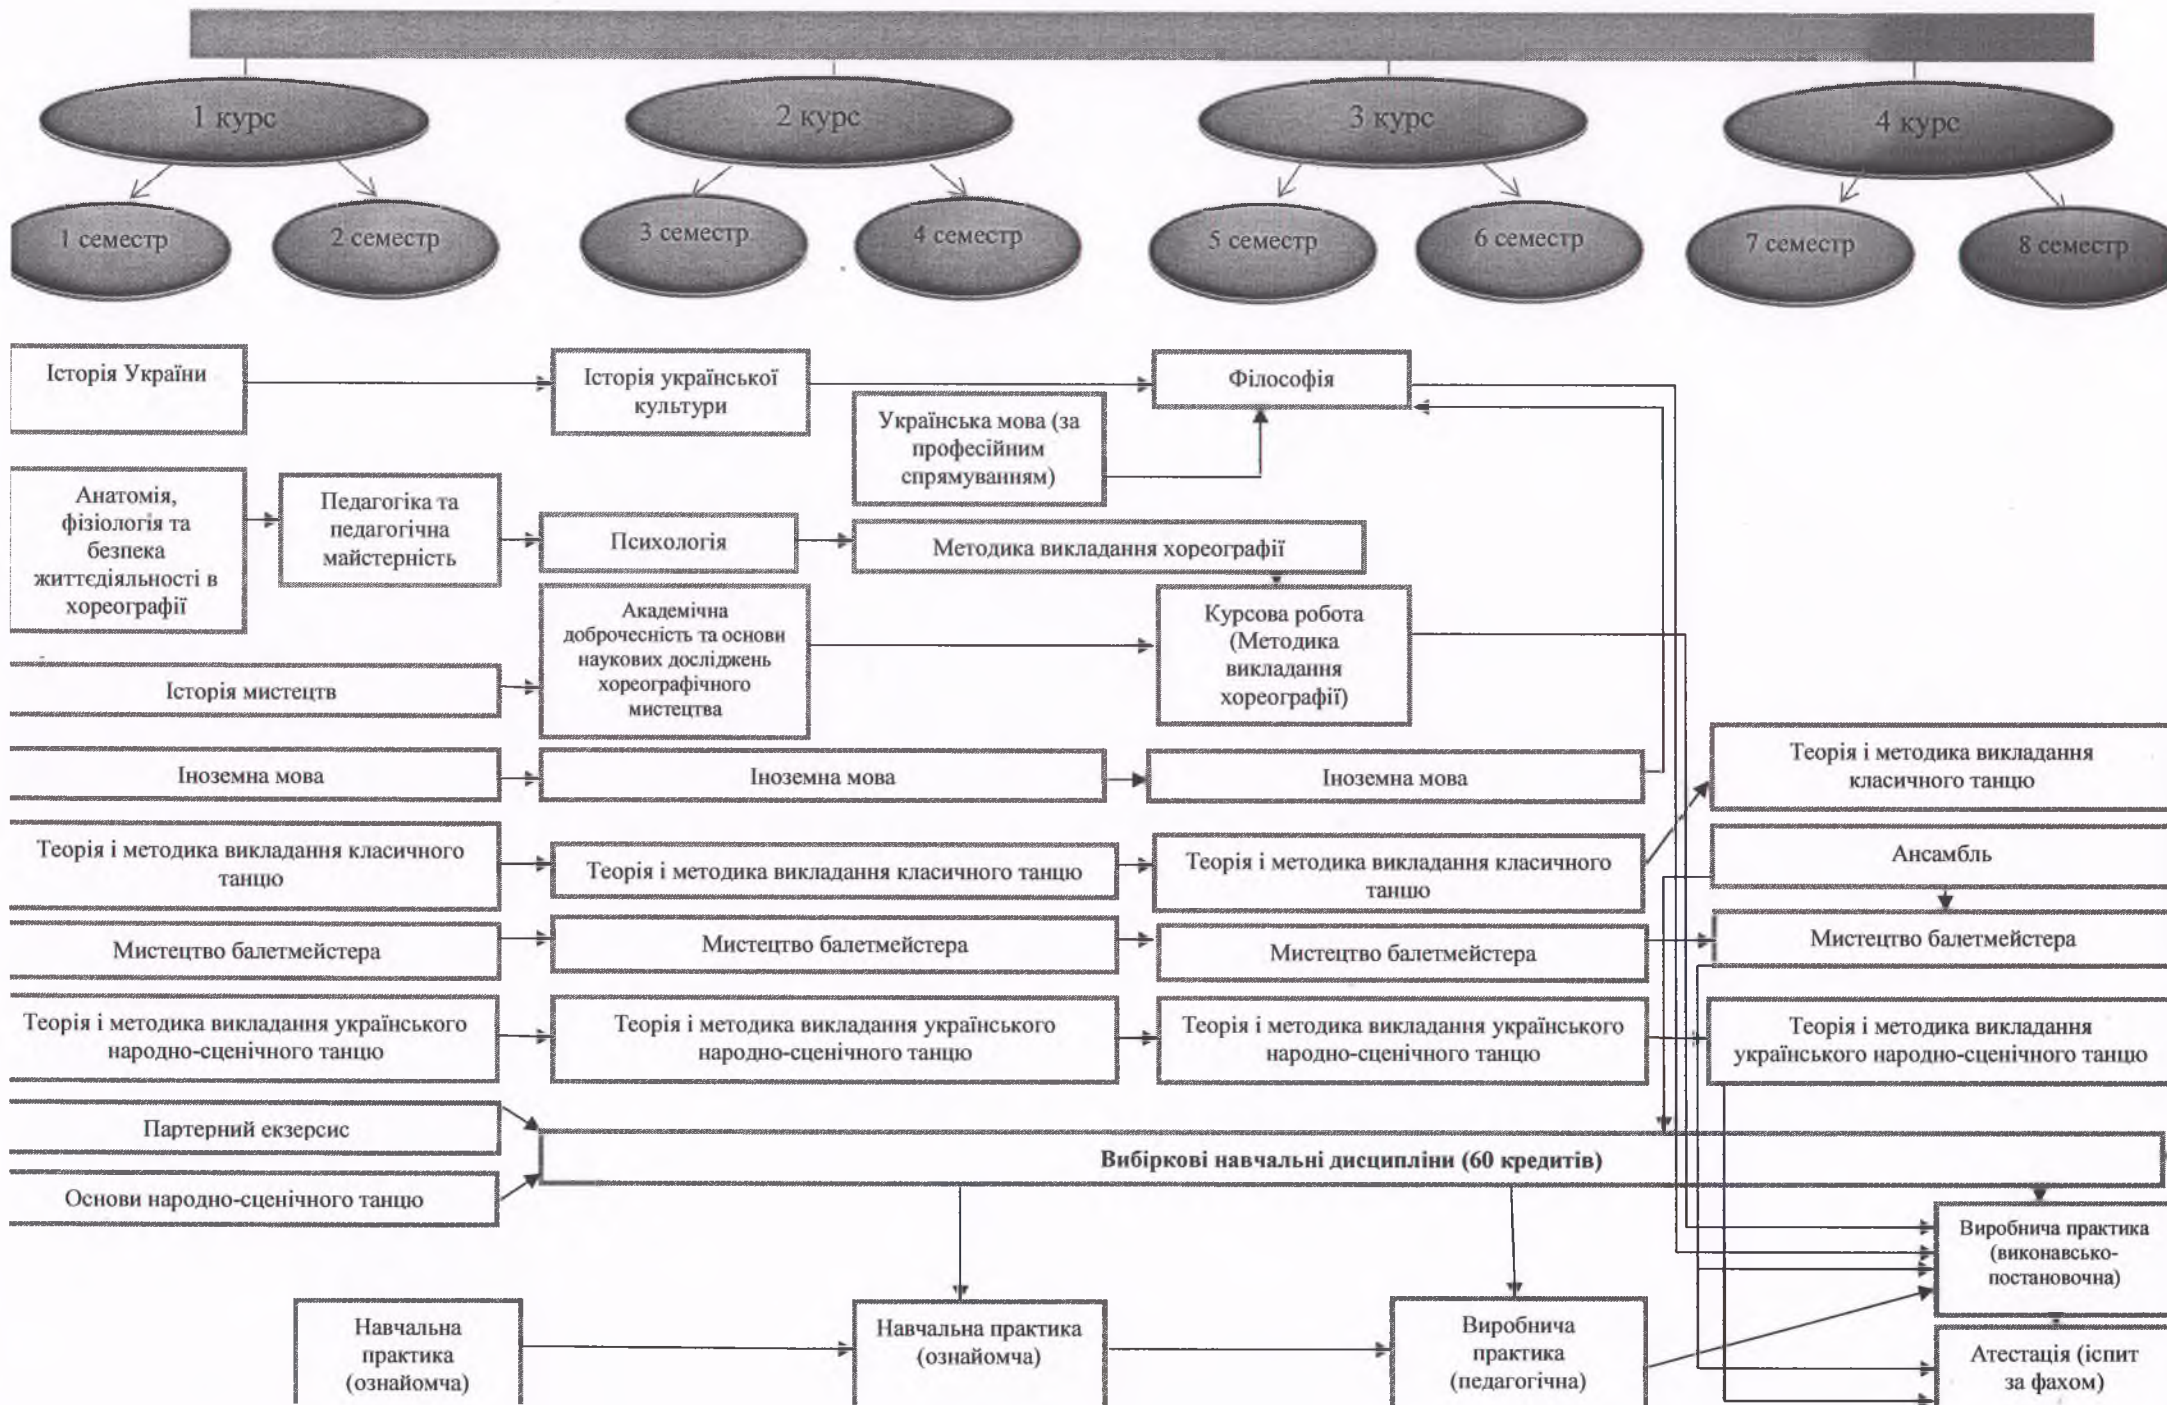 1 курс
2 курс
3 курс
4 курс
1 семестр
2 семестр
3 семестр
4 семестр
5 семестр
6 семестр
7 семестр
8 семестр
Історія України
Історія української
культури
Філософія
Українська мова (за
професійним
спрямуванням)
Анатомія,
фізіологія та
безпека
життєдіяльності в
хореографії
Педагогіка та
педагогічна
майстерність
Психологія
Методика викладання хореографії
Академічна
доброчесність та основи
наукових досліджень
хореографічного
мистецтва
Курсова робота
(Методика
викладання
хореографії)
Історія мистецтв
Іноземна мова
Іноземна мова
Іноземна мова
Теорія і методика викладання
класичного танцю
Теорія і методика викладання класичного
танцю
Теорія і методика викладання класичного танцю
Теорія і методика викладання класичного
танцю
Ансамбль
Мистецтво балетмейстера
Мистецтво балетмейстера
Мистецтво балетмейстера
Мистецтво балетмейстера
Теорія і методика викладання українського
народно-сценічного танцю
Теорія і методика викладання українського
народно-сценічного танцю
Теорія і методика викладання українського
народно-сценічного танцю
Теорія і методика викладання
українського народно-сценічного танцю
Партерний екзерсис
Вибіркові навчальні дисципліни (60 кредитів)
Основи народно-сценічного танцю
Виробнича практика
(виконавсько-
постановочна)
Навчальна
практика
(ознайомча)
Навчальна практика
(ознайомча)
Виробнича
практика
(педагогічна)
Атестація (іспит
за фахом)